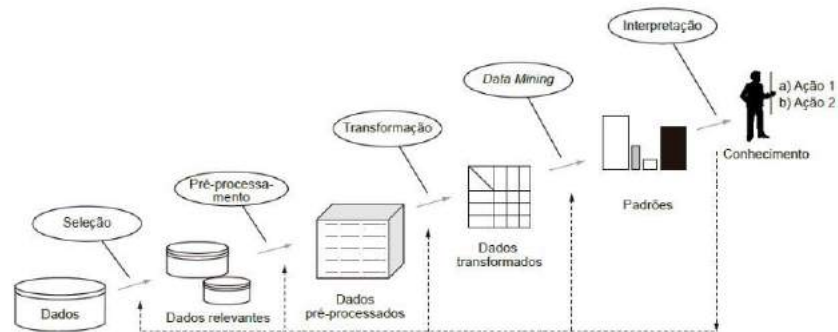 Seleção
Dados
Pré-processa-
mento
Dados relevantes
Transformação
Dados
pré-processados
Data Mining
Dados
transformados
Interpretação
Padrões
a) Ação 1
b) Ação 2
Conhecimento